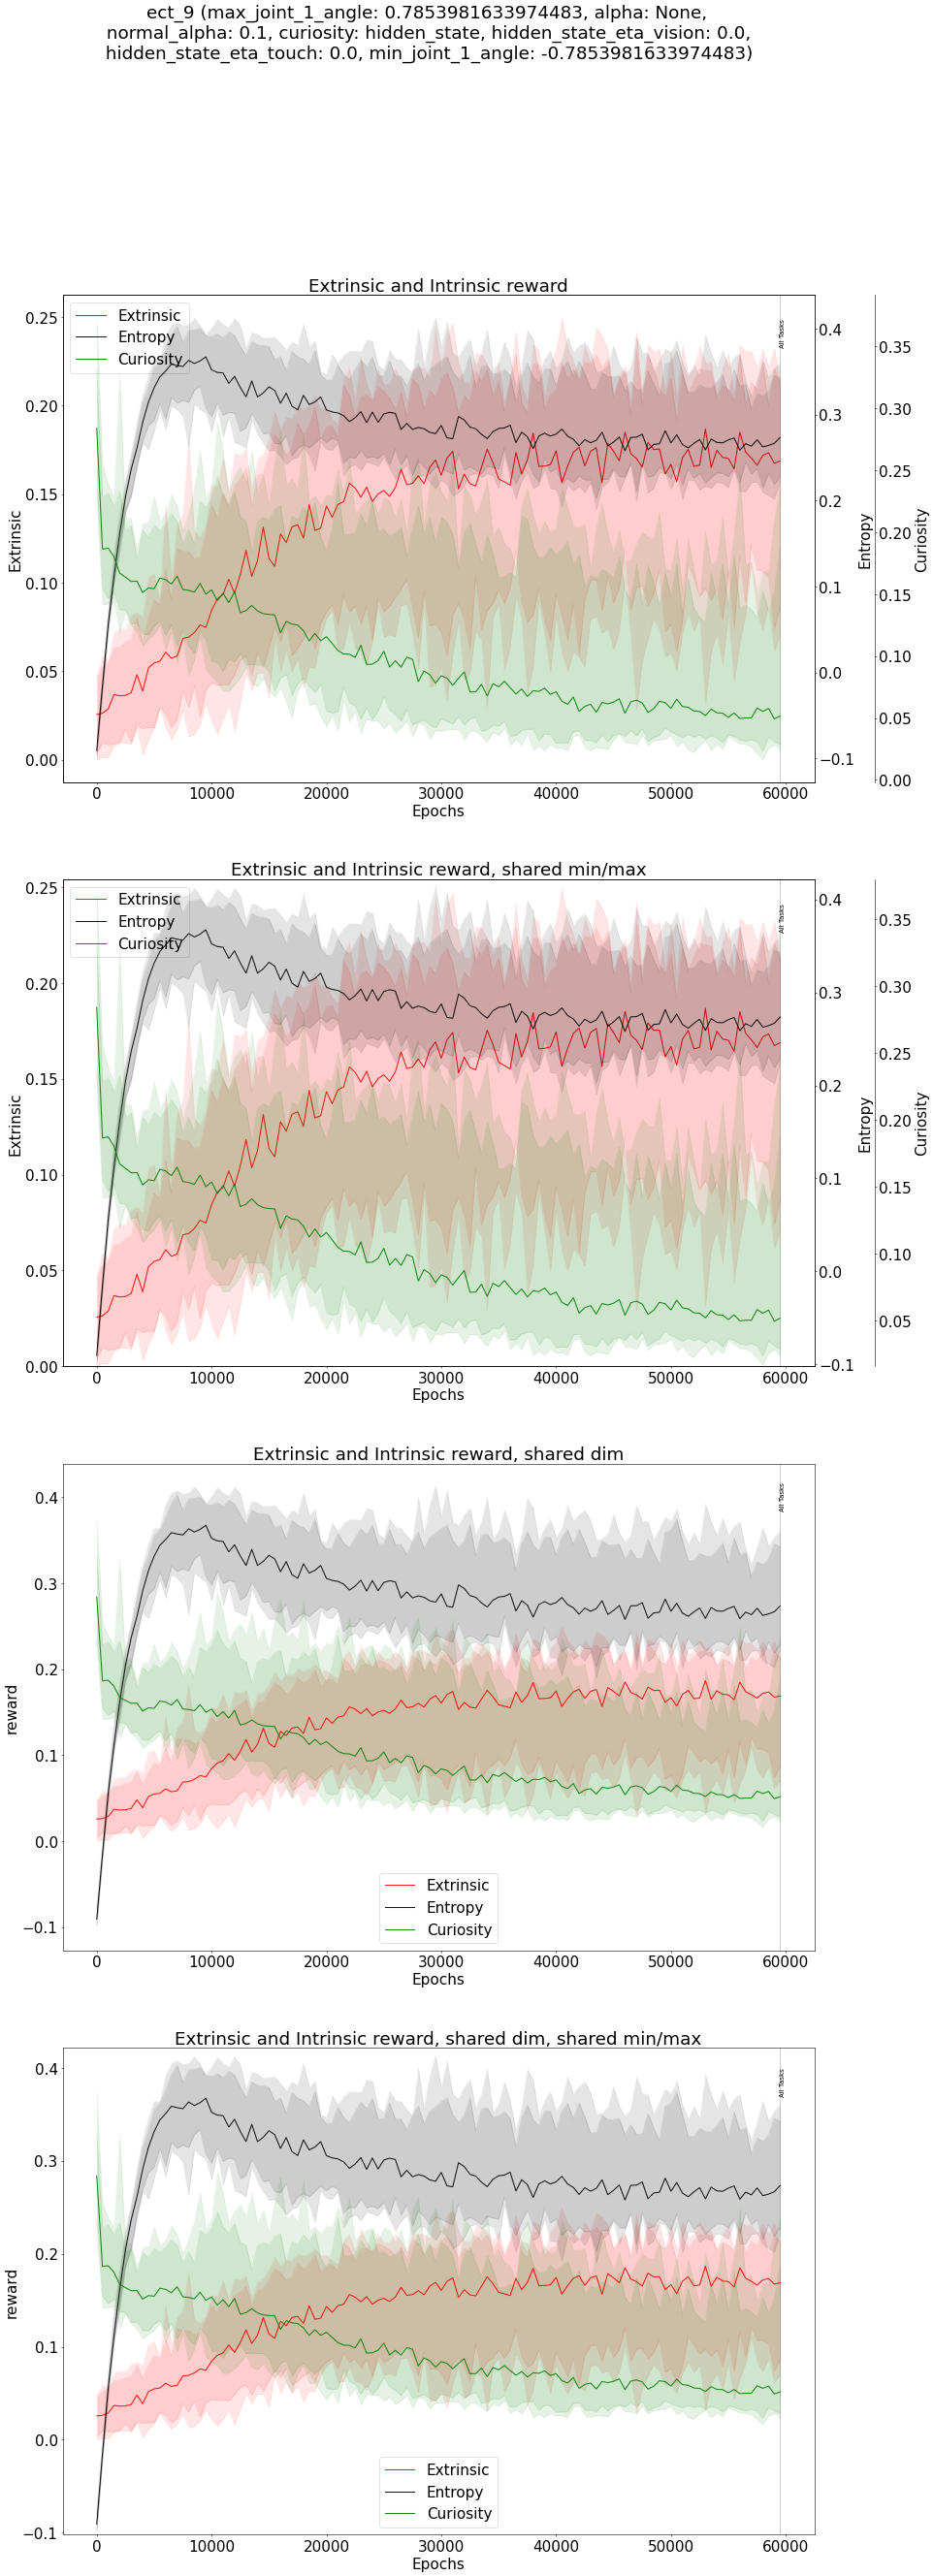 ect_9 (max_joint_1_angle: 0.7853981633974483, alpha: None,
normal_alpha: 0.1, curiosity: hidden_state, hidden_state_eta_vision: 0.0,
hidden_state_eta_touch: 0.0, min_joint_1_angle: -0.7853981633974483)
Extrinsic and Intrinsic reward
Extrinsic
Entropy
Curiosity
All Tasks
0.25
0.20
0.15
0.10
0.05
0.00
Extrinsic
0.4
0.3
0.2
0.1
0.0
−0.1
Entropy
0.35
0.30
0.25
0.20
0.15
0.10
0.05
0.00
Curiosity
0 10000 20000 30000 40000 50000 60000
Epochs
Extrinsic and Intrinsic reward, shared min/max
Extrinsic
Entropy
Curiosity
All Tasks
0.25
0.20
0.15
0.10
0.05
0.00
Extrinsic
0.4
0.3
0.2
0.1
0.0
−0.1
Entropy
0.35
0.30
0.25
0.20
0.15
0.10
0.05
Curiosity
0 10000 20000 30000 40000 50000 60000
Epochs
Extrinsic and Intrinsic reward, shared dim
All Tasks
0.4
0.3
0.2
0.1
0.0
−0.1
reward
Extrinsic
Entropy
Curiosity
0 10000 20000 30000 40000 50000 60000
Epochs
Extrinsic and Intrinsic reward, shared dim, shared min/max
All Tasks
0.4
0.3
0.2
0.1
0.0
−0.1
reward
Extrinsic
Entropy
Curiosity
0 10000 20000 30000 40000 50000 60000
Epochs